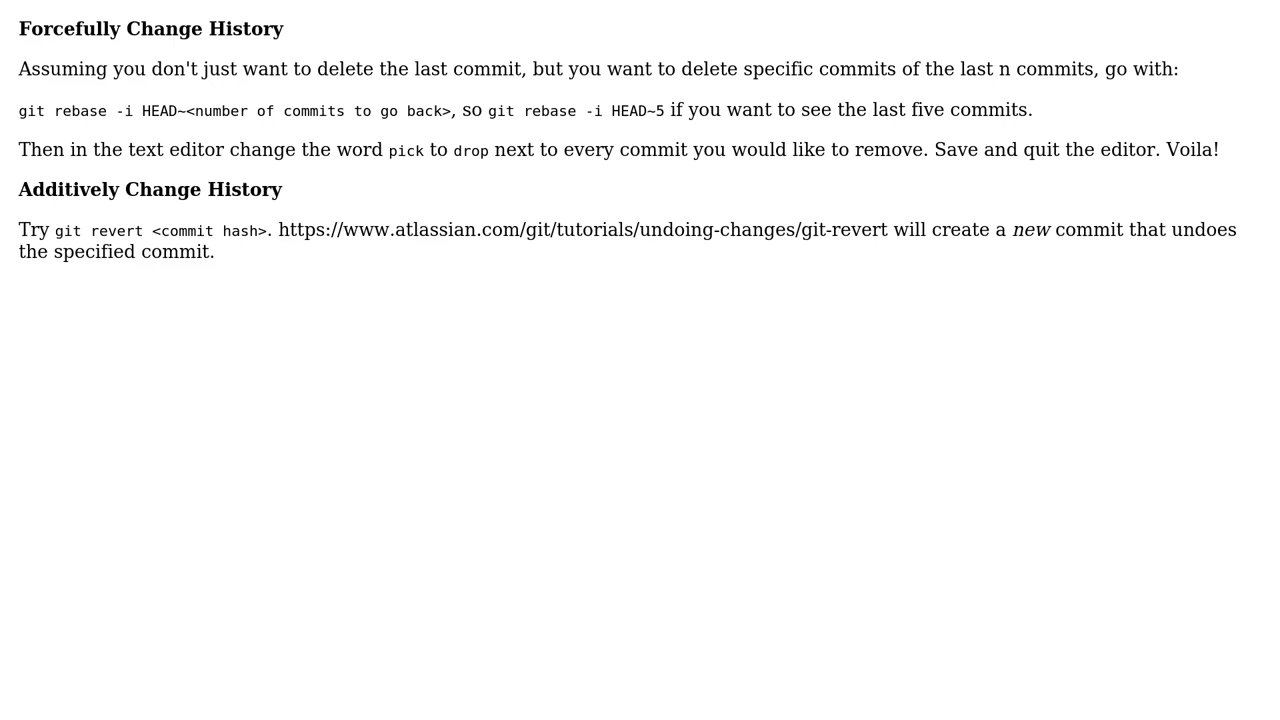 Forcefully Change History
Assuming you don't just want to delete the last commit, but you want to delete specific commits of the last n commits, go with:
git rebase -i HEAD~<number of commits to go back>, so git rebase -i HEAD~5 if you want to see the last five commits.
Then in the text editor change the word pick to drop next to every commit you would like to remove. Save and quit the editor. Voila!
Additively Change History
Try git revert <commit hash>. https://www.atlassian.com/git/tutorials/undoing-changes/git-revert will create a new commit that undoes
the specified commit.